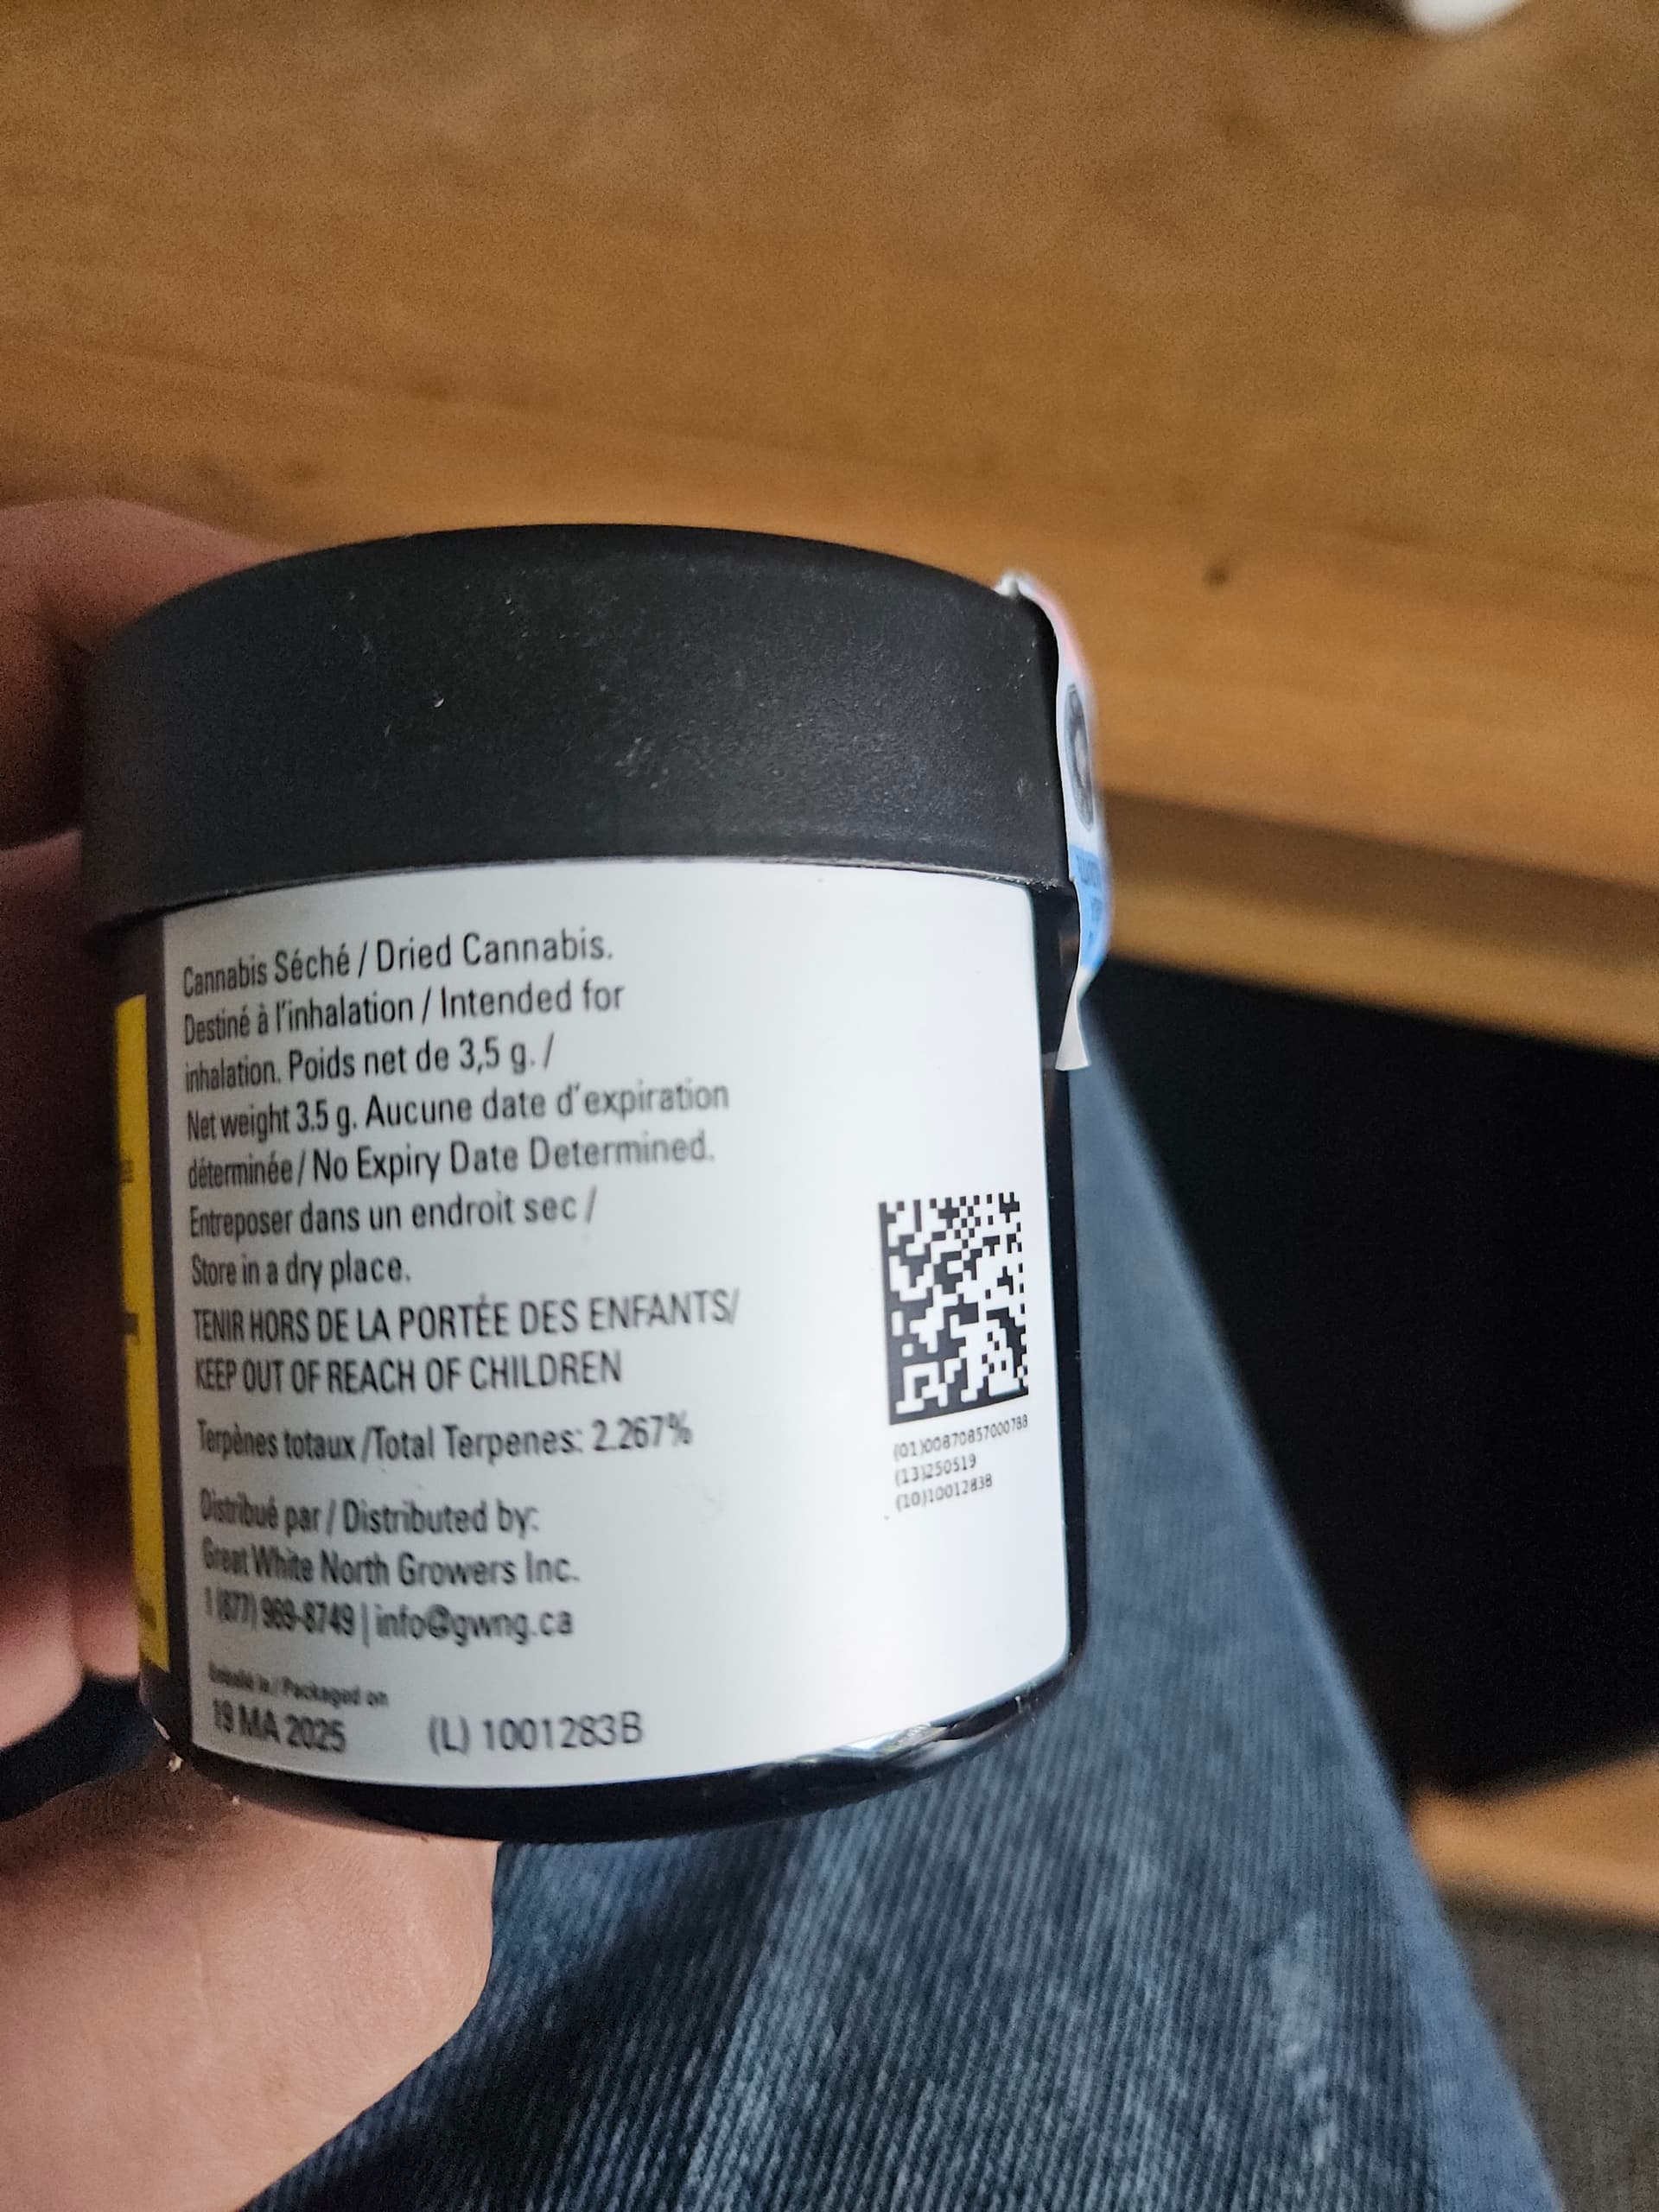 Cannabis Séché / Dried Cannabis.
Destiné à l'inhalation / Intended for
inhalation. Poids net de 3,5 g. /
Net weight 3.5 g. Aucune date d'expiration
déterminée / No Expiry Date Determined.
Entreposer dans un endroit sec /
Store in a dry place.
TENIR HORS DE LA PORTÉE DES ENFANTS/
KEEP OUT OF REACH OF CHILDREN
Terpènes totaux /Total Terpenes: 2.267%
Distribué par / Distributed by:
Great White North Growers Inc.
1 (877) 969-8749 | info@gwng.ca
Emballé le / Packaged on
19 MA 2025 (L) 1001283B
(01)00870857000788
(13)250519
(10)1001283B